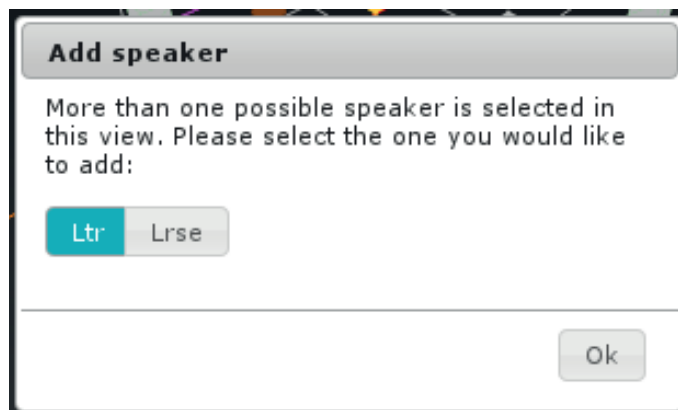 Add speaker
More than one possible speaker is selected in
this view. Please select the one you would like
to add:
Ltr Lrse
Ok